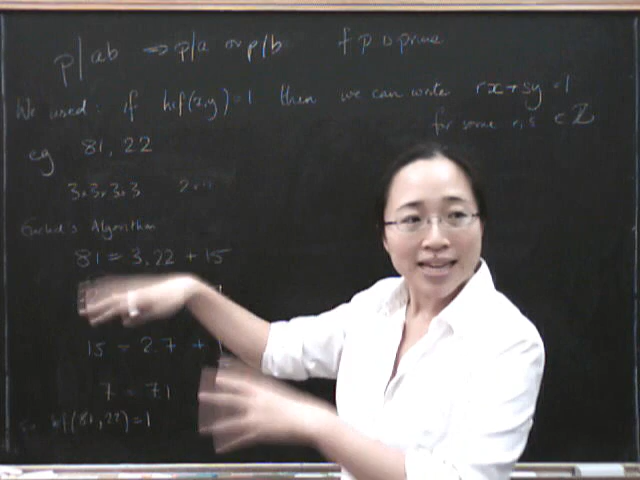 p|ab ⟹ p|a or p|b if p is prime
We used: if hcf(x,y)=1 then we can write rx+sy=1
for some r,s ∈ ℤ
eg 81, 22
3.3.3.3 2.11
Euclid's Algorithm
81 = 3.22 + 15
15 = 2.7 + 1
7 = 7.1
So hcf(81,22)=1